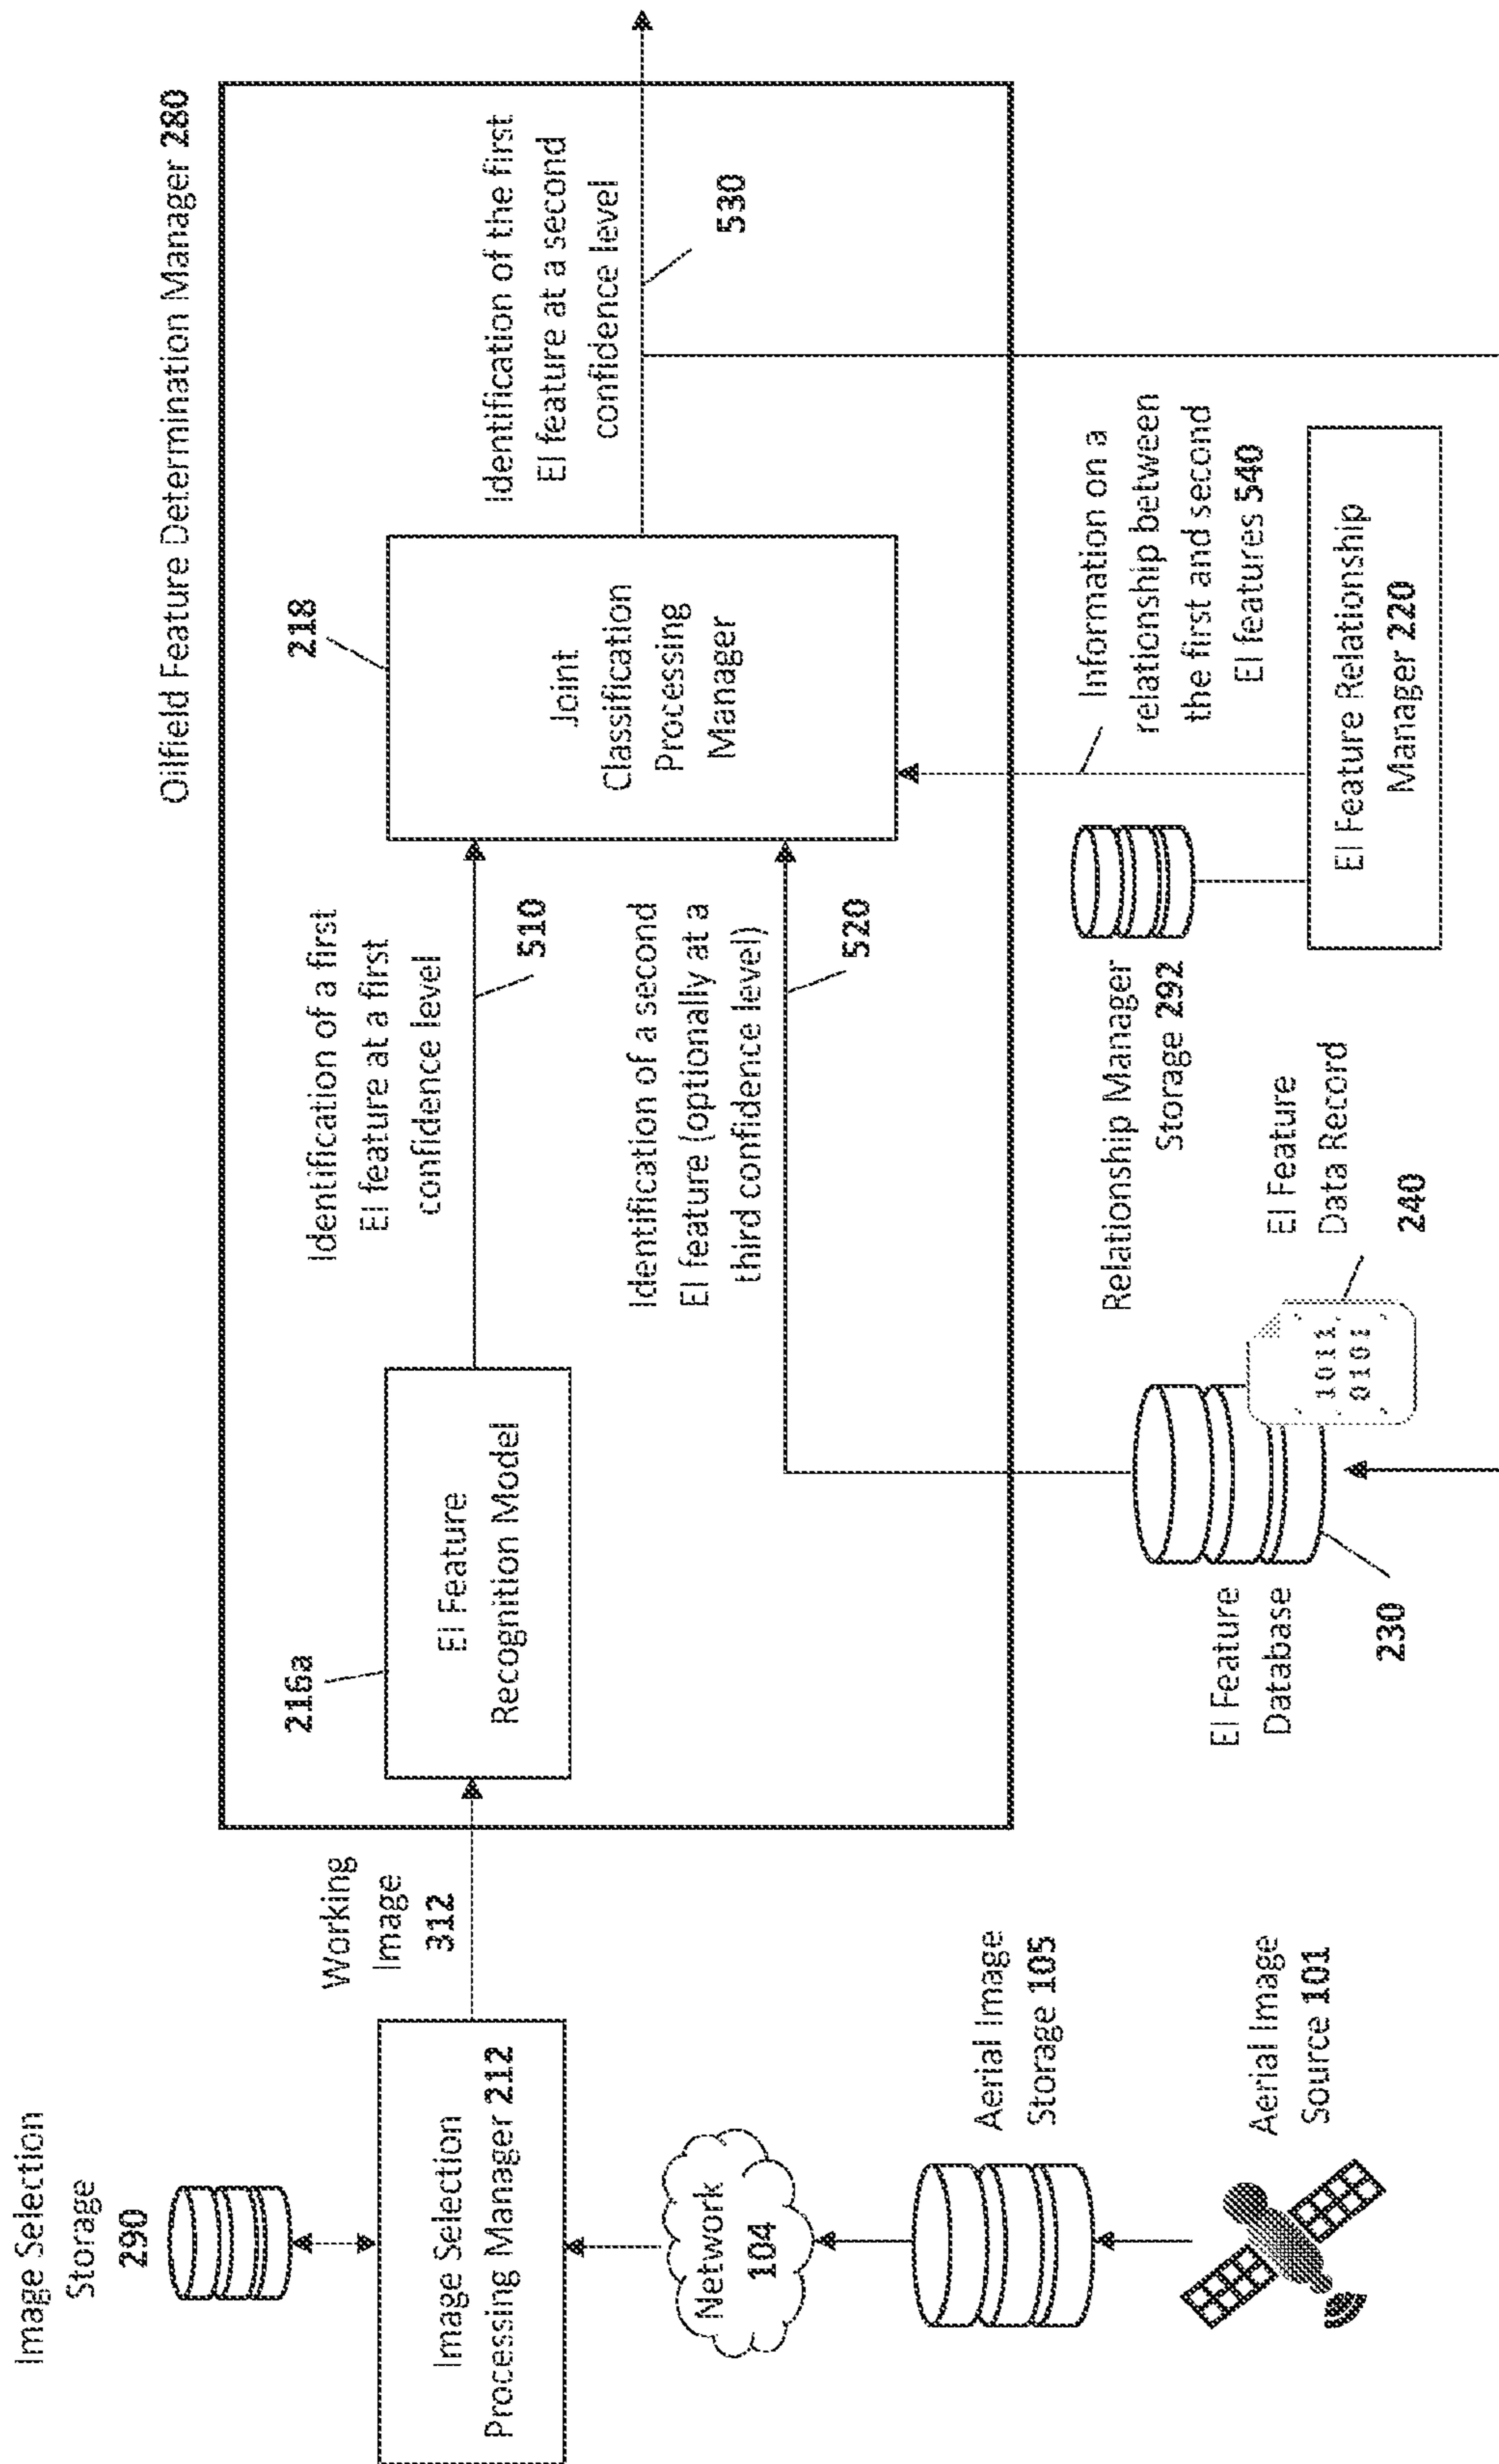 Oilfield Feature Determination Manager 280
Image Selection
Storage
290
Image Selection
Processing Manager 212
Network
104
Aerial Image
Storage 105
Aerial Image
Source 101
Working
Image
312
216a
EI Feature
Recognition Model
Identification of a first
EI feature at a first
confidence level
510
Identification of a second
EI feature (optionally at a
third confidence level)
520
218
Joint
Classification
Processing
Manager
Identification of the first
EI feature at a second
confidence level
530
EI Feature
Database
230
1011
0101
EI Feature
Data Record
240
Relationship Manager
Storage 292
Information on a
relationship between
the first and second
EI features 540
EI Feature Relationship
Manager 220